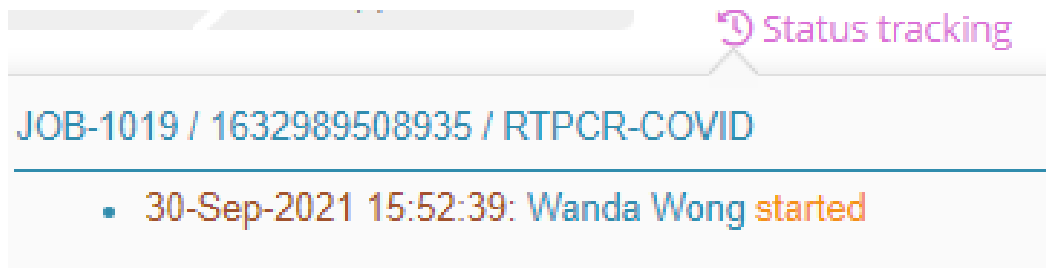 Status tracking
JOB-1019 / 1632989508935 / RTPCR-COVID
• 30-Sep-2021 15:52:39: Wanda Wong started